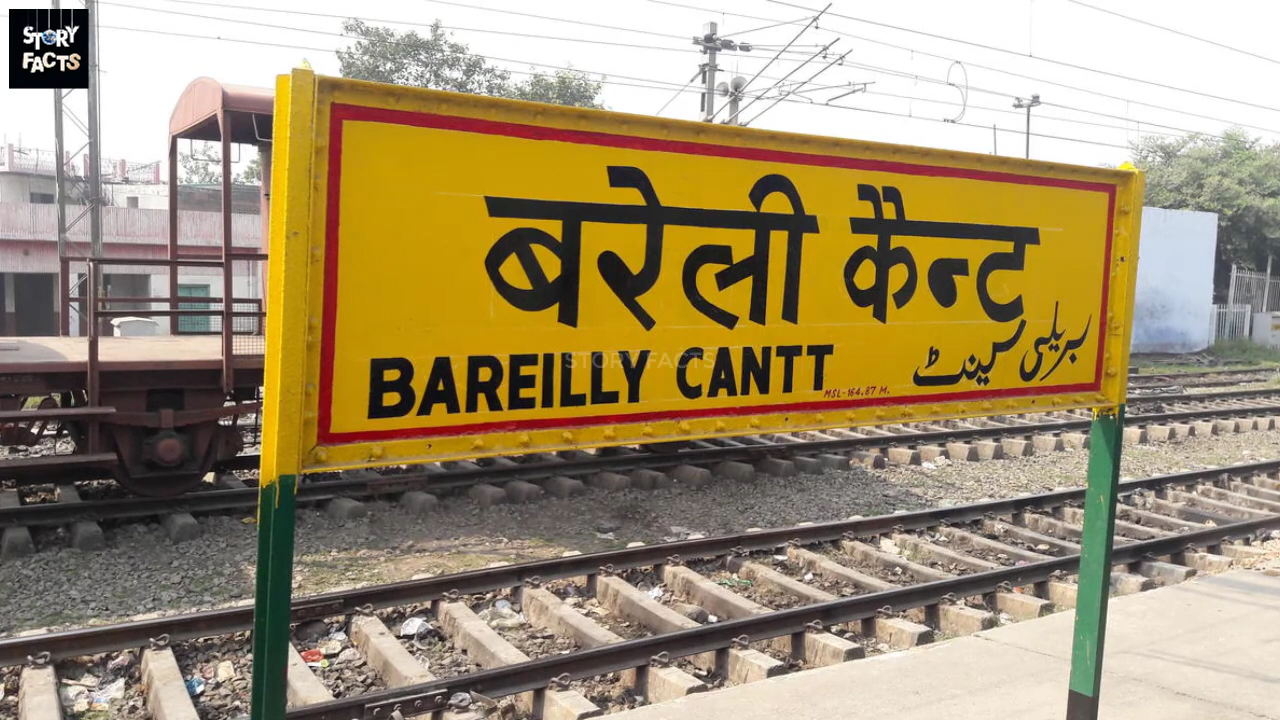 STORY
FACTS
बरेली कैन्ट
BAREILLY CANTT
بریلی کینٹ
MSL-164.87 M.
STORY FACTS